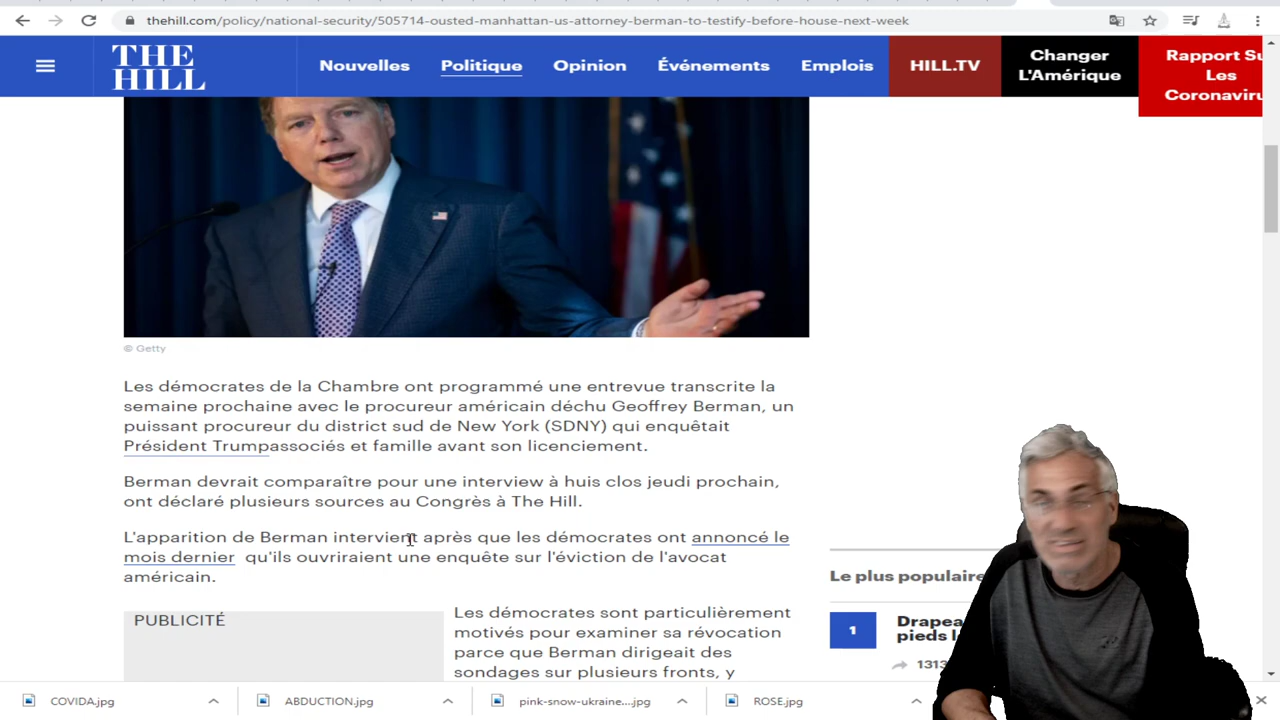 thehill.com/policy/national-security/505714-ousted-manhattan-us-attorney-berman-to-testify-before-house-next-week
THE HILL
Nouvelles
Politique
Opinion
Événements
Emplois
HILL.TV
Changer
L'Amérique
Rapport Su
Les
Coronaviru
© Getty
Les démocrates de la Chambre ont programmé une entrevue transcrite la
semaine prochaine avec le procureur américain déchu Geoffrey Berman, un
puissant procureur du district sud de New York (SDNY) qui enquêtait
Président Trumpassociés et famille avant son licenciement.
Berman devrait comparaître pour une interview à huis clos jeudi prochain,
ont déclaré plusieurs sources au Congrès à The Hill.
L'apparition de Berman intervient après que les démocrates ont annoncé le
mois dernier qu'ils ouvriraient une enquête sur l'éviction de l'avocat
américain.
PUBLICITÉ
Les démocrates sont particulièrement
motivés pour examiner sa révocation
parce que Berman dirigeait des
sondages sur plusieurs fronts, y
Le plus populaire
1
Drapea
pieds l
1313
COVIDA.jpg
ABDUCTION.jpg
pink-snow-ukraine....jpg
ROSE.jpg